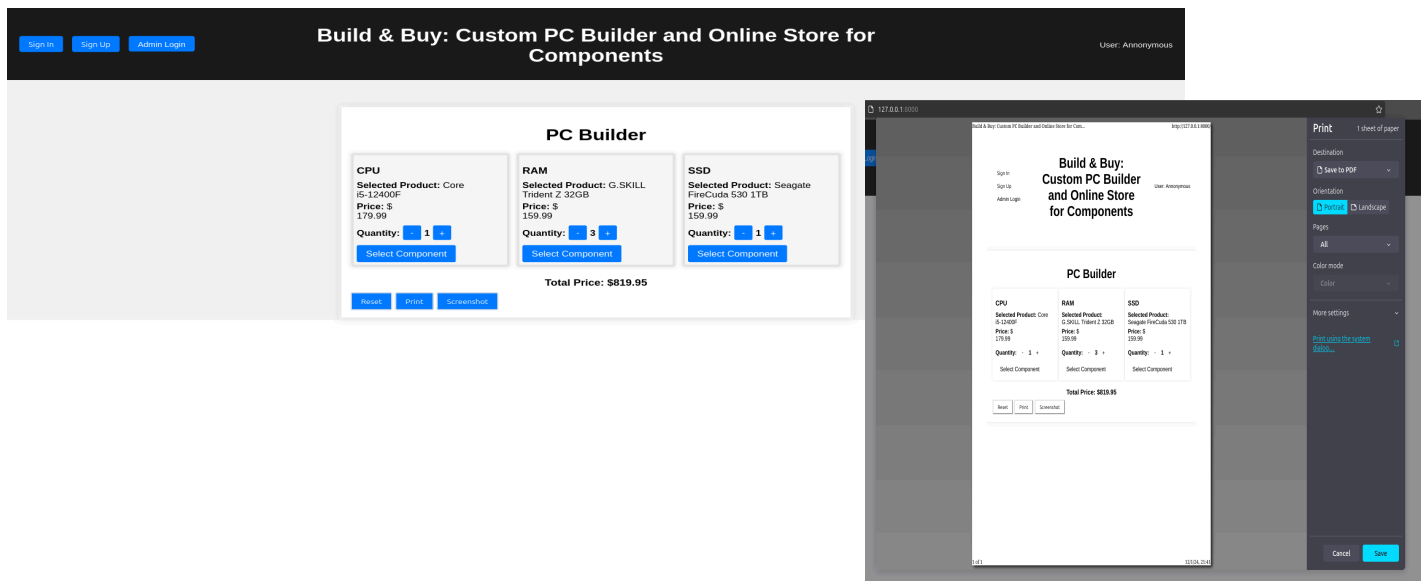 Sign In
Sign Up
Admin Login
Build & Buy: Custom PC Builder and Online Store for
Components
User: Annonymous
PC Builder
CPU
Selected Product: Core
i5-12400F
Price: $
179.99
Quantity: - 1 +
Select Component
RAM
Selected Product: G.SKILL
Trident Z 32GB
Price: $
159.99
Quantity: - 3 +
Select Component
SSD
Selected Product: Seagate
FireCuda 530 1TB
Price: $
159.99
Quantity: - 1 +
Select Component
Total Price: $819.95
Reset
Print
Screenshot
127.0.0.1:8000
Build & Buy: Custom PC Builder and Online Store for Com...
http://127.0.0.1:8000/
Sign In
Sign Up
Admin Login
Build & Buy:
Custom PC Builder
and Online Store
for Components
User: Annonymous
PC Builder
CPU
Selected Product: Core
i5-12400F
Price: $
179.99
Quantity: - 1 +
Select Component
RAM
Selected Product:
G.SKILL Trident Z 32GB
Price: $
159.99
Quantity: - 3 +
Select Component
SSD
Selected Product:
Seagate FireCuda 530 1TB
Price: $
159.99
Quantity: - 1 +
Select Component
Total Price: $819.95
Reset
Print
Screenshot
1 of 1
Print
1 sheet of paper
Destination
Save to PDF
Orientation
Portrait
Landscape
Pages
All
Color mode
Color
More settings
Print using the system
dialog...
Cancel
Save